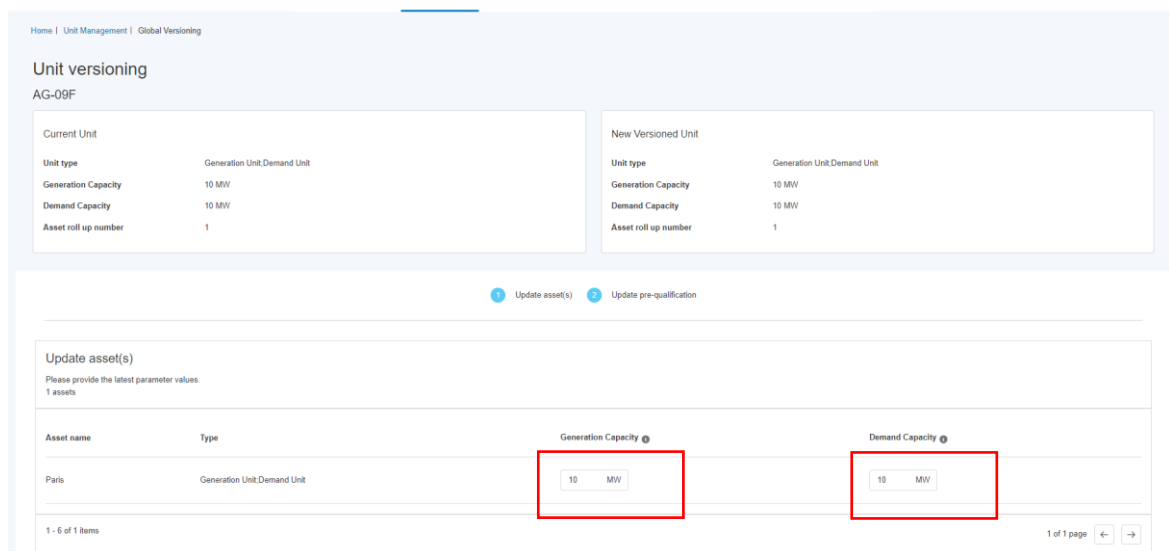 Home | Unit Management | Global Versioning
Unit versioning
AG-09F
Current Unit
Unit type Generation Unit;Demand Unit
Generation Capacity 10 MW
Demand Capacity 10 MW
Asset roll up number 1
New Versioned Unit
Unit type Generation Unit;Demand Unit
Generation Capacity 10 MW
Demand Capacity 10 MW
Asset roll up number 1
1 Update asset(s) 2 Update pre-qualification
Update asset(s)
Please provide the latest parameter values.
1 assets
Asset name Type Generation Capacity Demand Capacity
Paris Generation Unit;Demand Unit 10 MW 10 MW
1 - 6 of 1 items 1 of 1 page ← →